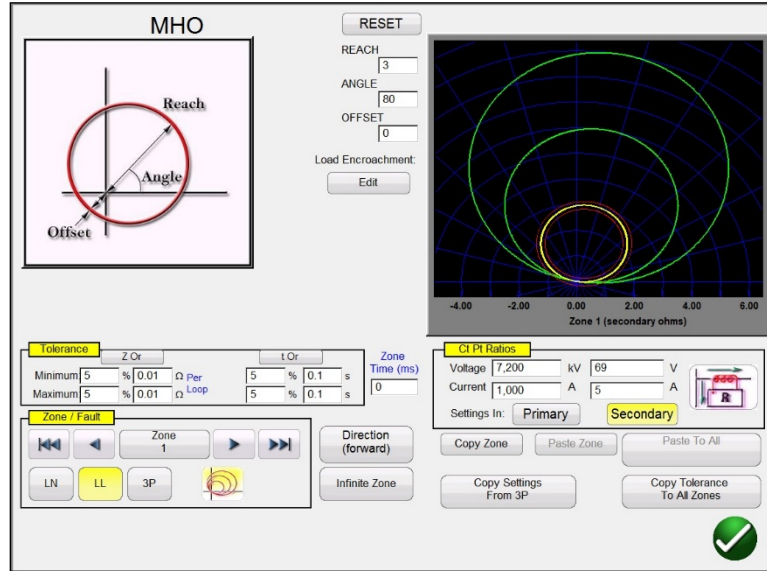 MHO
RESET
REACH
3
ANGLE
80
OFFSET
0
Load Encroachment:
Edit
Reach
Angle
Offset
-4.00 -2.00 0.00 2.00 4.00 6.00
Zone 1 (secondary ohms)
Tolerance
Z Or t Or
Minimum 5 % 0.01 Ω Per 5 % 0.1 s
Maximum 5 % 0.01 Ω Loop 5 % 0.1 s
Zone
Time (ms)
0
Ct Pt Ratios
Voltage 7,200 kV 69 V
Current 1,000 A 5 A
Settings In: Primary Secondary
R
Zone / Fault
Zone
1
LN LL 3P
Direction
(forward)
Infinite Zone
Copy Zone Paste Zone Paste To All
Copy Settings
From 3P
Copy Tolerance
To All Zones